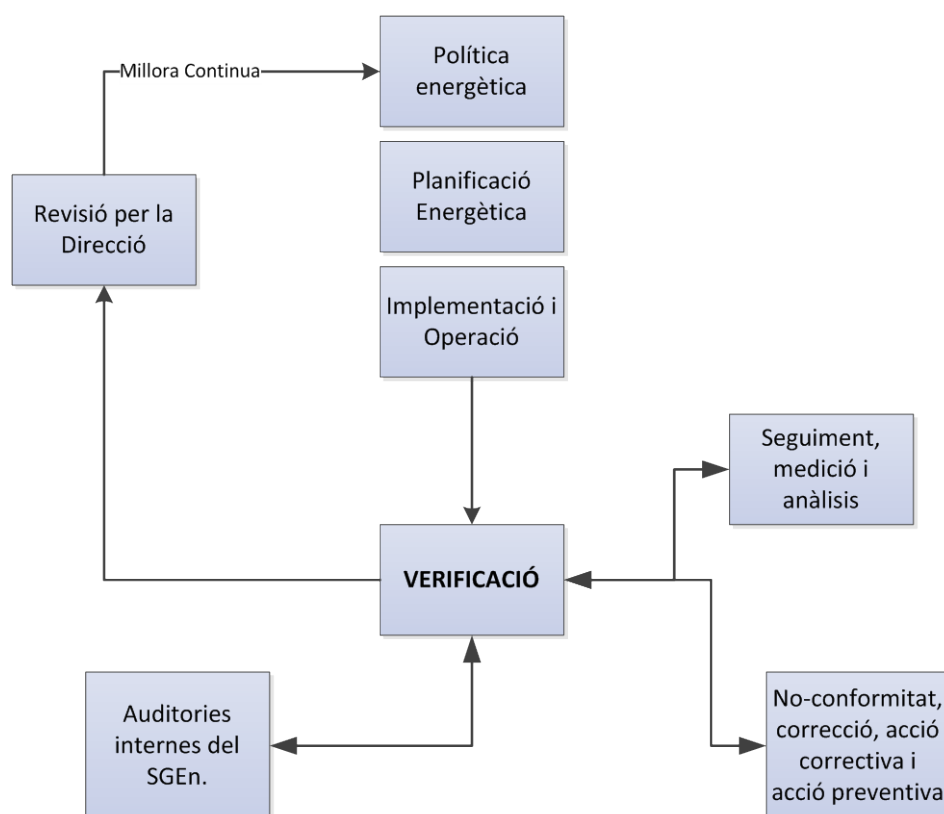 Política
energètica
Millora Continua
Planificació
Energètica
Revisió per la
Direcció
Implementació i
Operació
Seguiment,
medició i
anàlisis
VERIFICACIÓ
Auditories
internes del
SGEn.
No-conformitat,
correcció, acció
correctiva i
acció preventiva